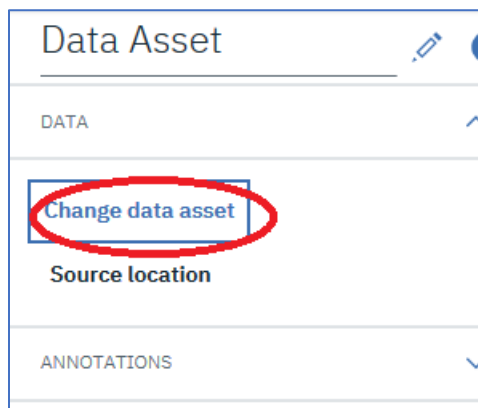 Data Asset
DATA
Change data asset
Source location
ANNOTATIONS